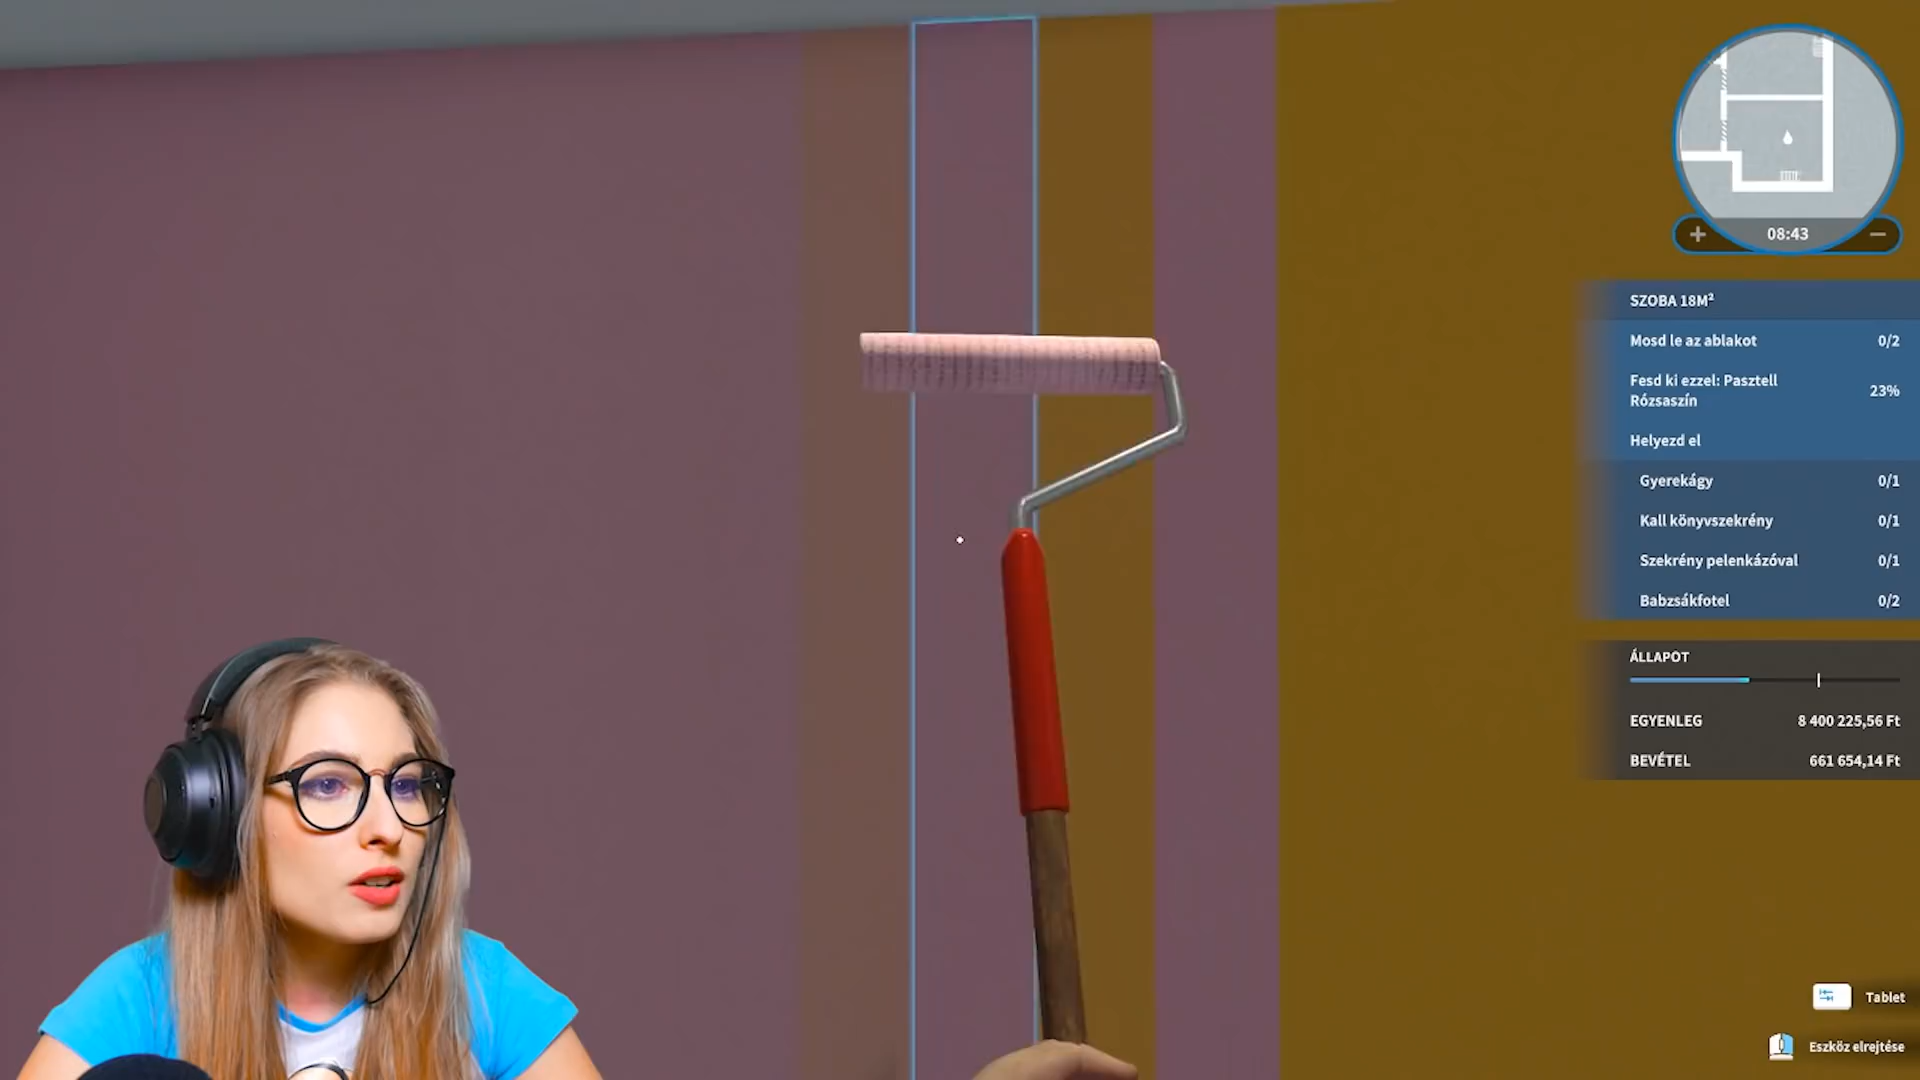 08:43
SZOBA 18M²
Mosd le az ablakot 0/2
Fesd ki ezzel: Pasztell
Rózsaszín 23%
Helyezd el
Gyerekágy 0/1
Kall könyvszekrény 0/1
Szekrény pelenkázóval 0/1
Babzsákfotel 0/2
ÁLLAPOT
EGYENLEG 8 400 225,56 Ft
BEVÉTEL 661 654,14 Ft
Tablet
Eszköz elrejtése